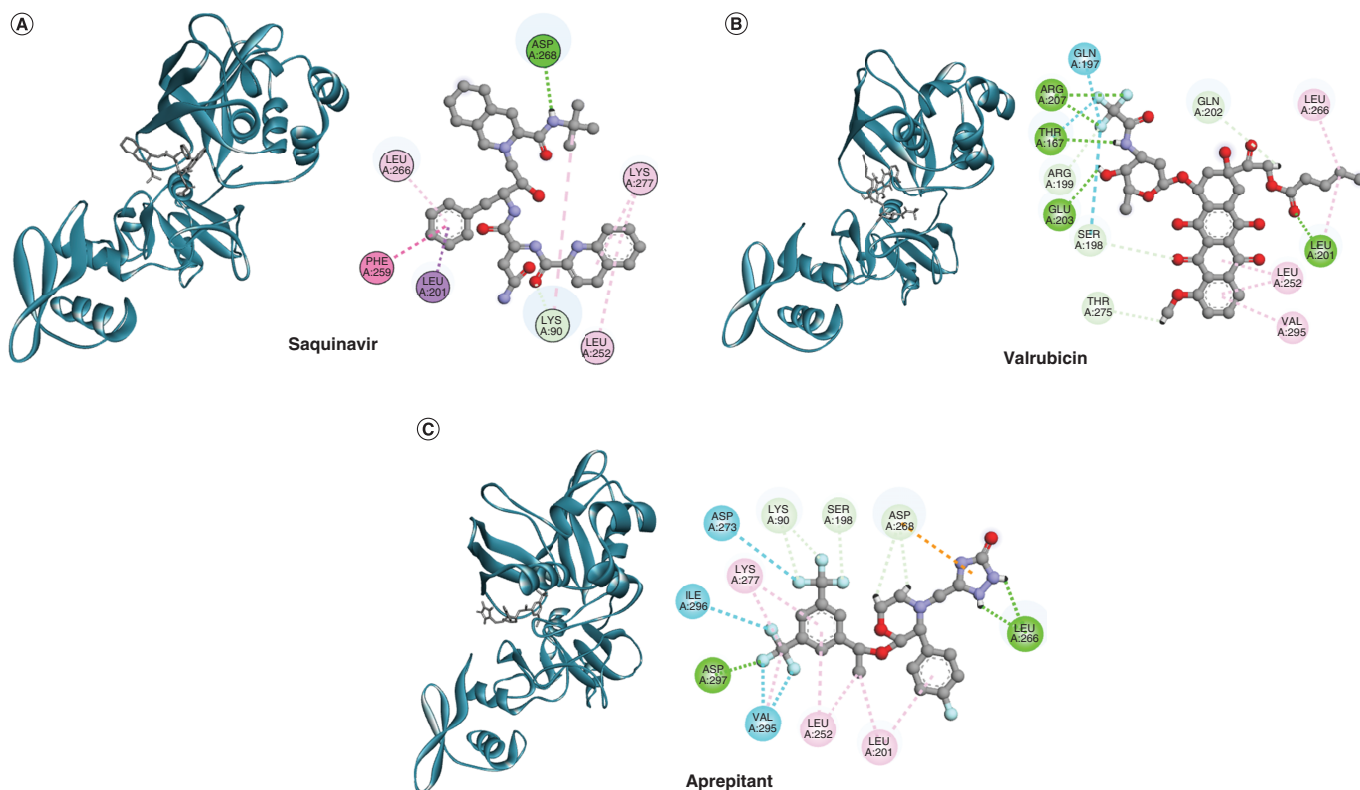 A
ASP
A:268
LEU
A:266
LYS
A:277
PHE
A:259
LEU
A:201
LYS
A:90
LEU
A:252
Saquinavir
B
GLN
A:197
ARG
A:207
THR
A:167
ARG
A:199
GLU
A:203
SER
A:198
THR
A:275
GLN
A:202
LEU
A:266
LEU
A:201
LEU
A:252
VAL
A:295
Valrubicin
C
ASP
A:273
LYS
A:90
SER
A:198
ASP
A:268
LYS
A:277
ILE
A:296
LEU
A:266
ASP
A:297
VAL
A:295
LEU
A:252
LEU
A:201
Aprepitant